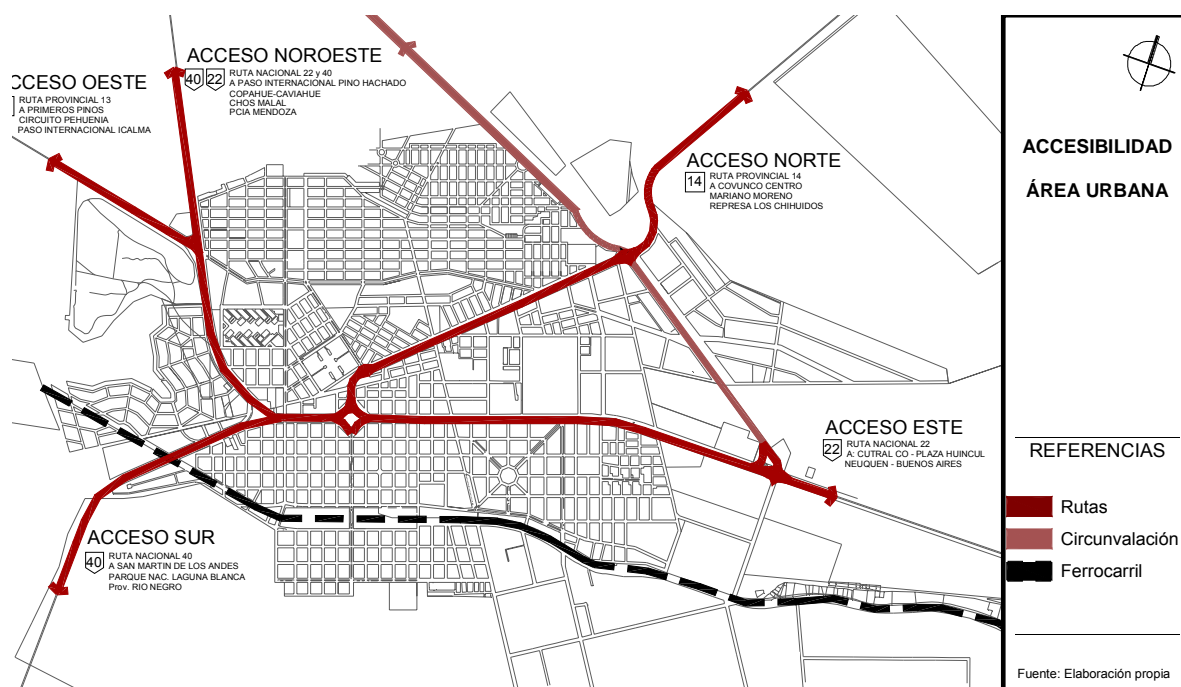 ACCESO NOROESTE
40 22
RUTA NACIONAL 22 y 40
A PASO INTERNACIONAL PINO HACHADO
COPAHUE-CAVIAHUE
CHOS MALAL
PCIA MENDOZA
CCESO OESTE
RUTA PROVINCIAL 13
A PRIMEROS PINOS
CIRCUITO PEHUENIA
PASO INTERNACIONAL ICALMA
ACCESO NORTE
14
RUTA PROVINCIAL 14
A COVUNCO CENTRO
MARIANO MORENO
REPRESA LOS CHIHUIDOS
ACCESO ESTE
22
RUTA NACIONAL 22
A: CUTRAL CO - PLAZA HUINCUL
NEUQUEN - BUENOS AIRES
ACCESO SUR
40
RUTA NACIONAL 40
A SAN MARTIN DE LOS ANDES
PARQUE NAC. LAGUNA BLANCA
Prov. RIO NEGRO
ACCESIBILIDAD
ÁREA URBANA
REFERENCIAS
Rutas
Circunvalación
Ferrocarril
Fuente: Elaboración propia